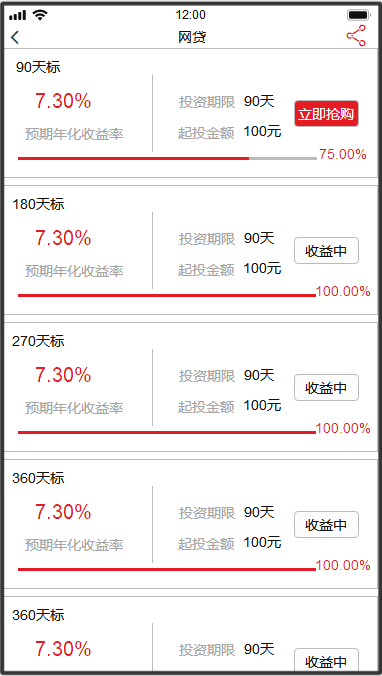 12:00
网贷
90天标
7.30% 投资期限 90天
立即抢购
预期年化收益率 起投金额 100元
75.00%
180天标
7.30% 投资期限 90天
收益中
预期年化收益率 起投金额 100元
100.00%
270天标
7.30% 投资期限 90天
收益中
预期年化收益率 起投金额 100元
100.00%
360天标
7.30% 投资期限 90天
收益中
预期年化收益率 起投金额 100元
100.00%
360天标
7.30% 投资期限 90天
收益中